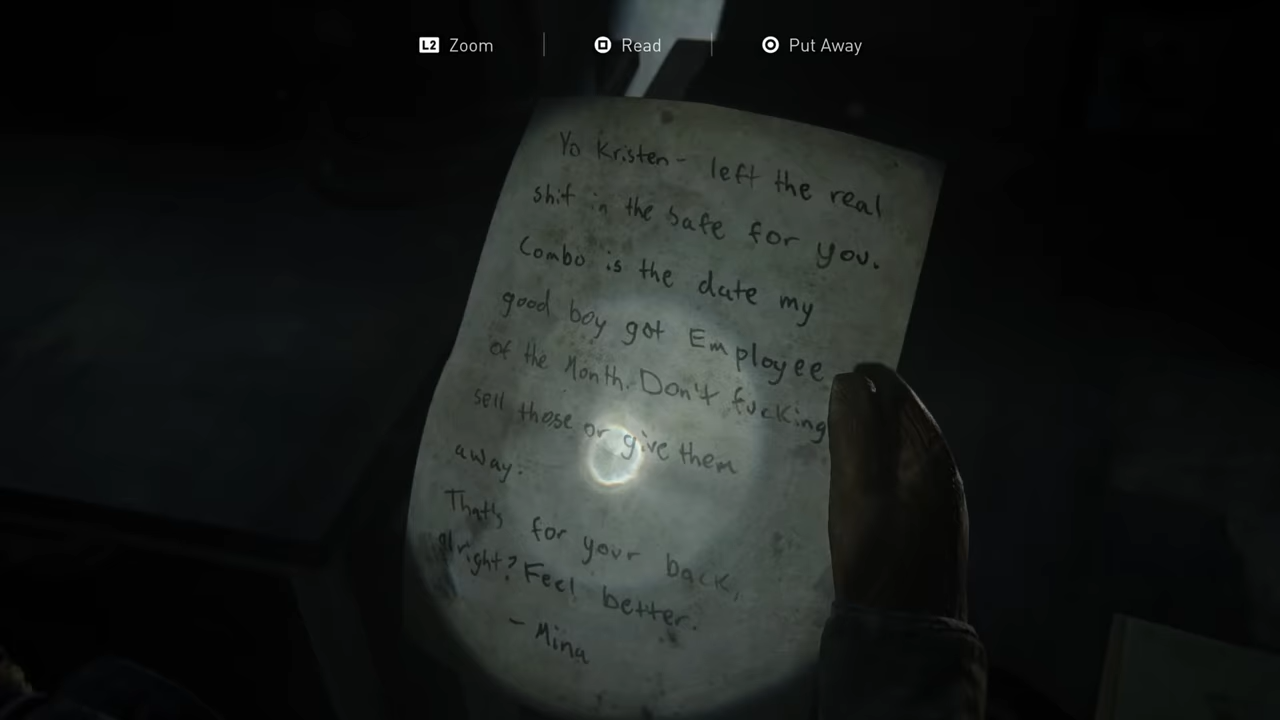 L2 Zoom
Read
Put Away
Yo Kristen- left the real
shit in the safe for you.
Combo is the date my
good boy got Employee
of the Month. Don't fucking
sell those or give them
away.
That's for your back,
alright? Feel better.
- Mina